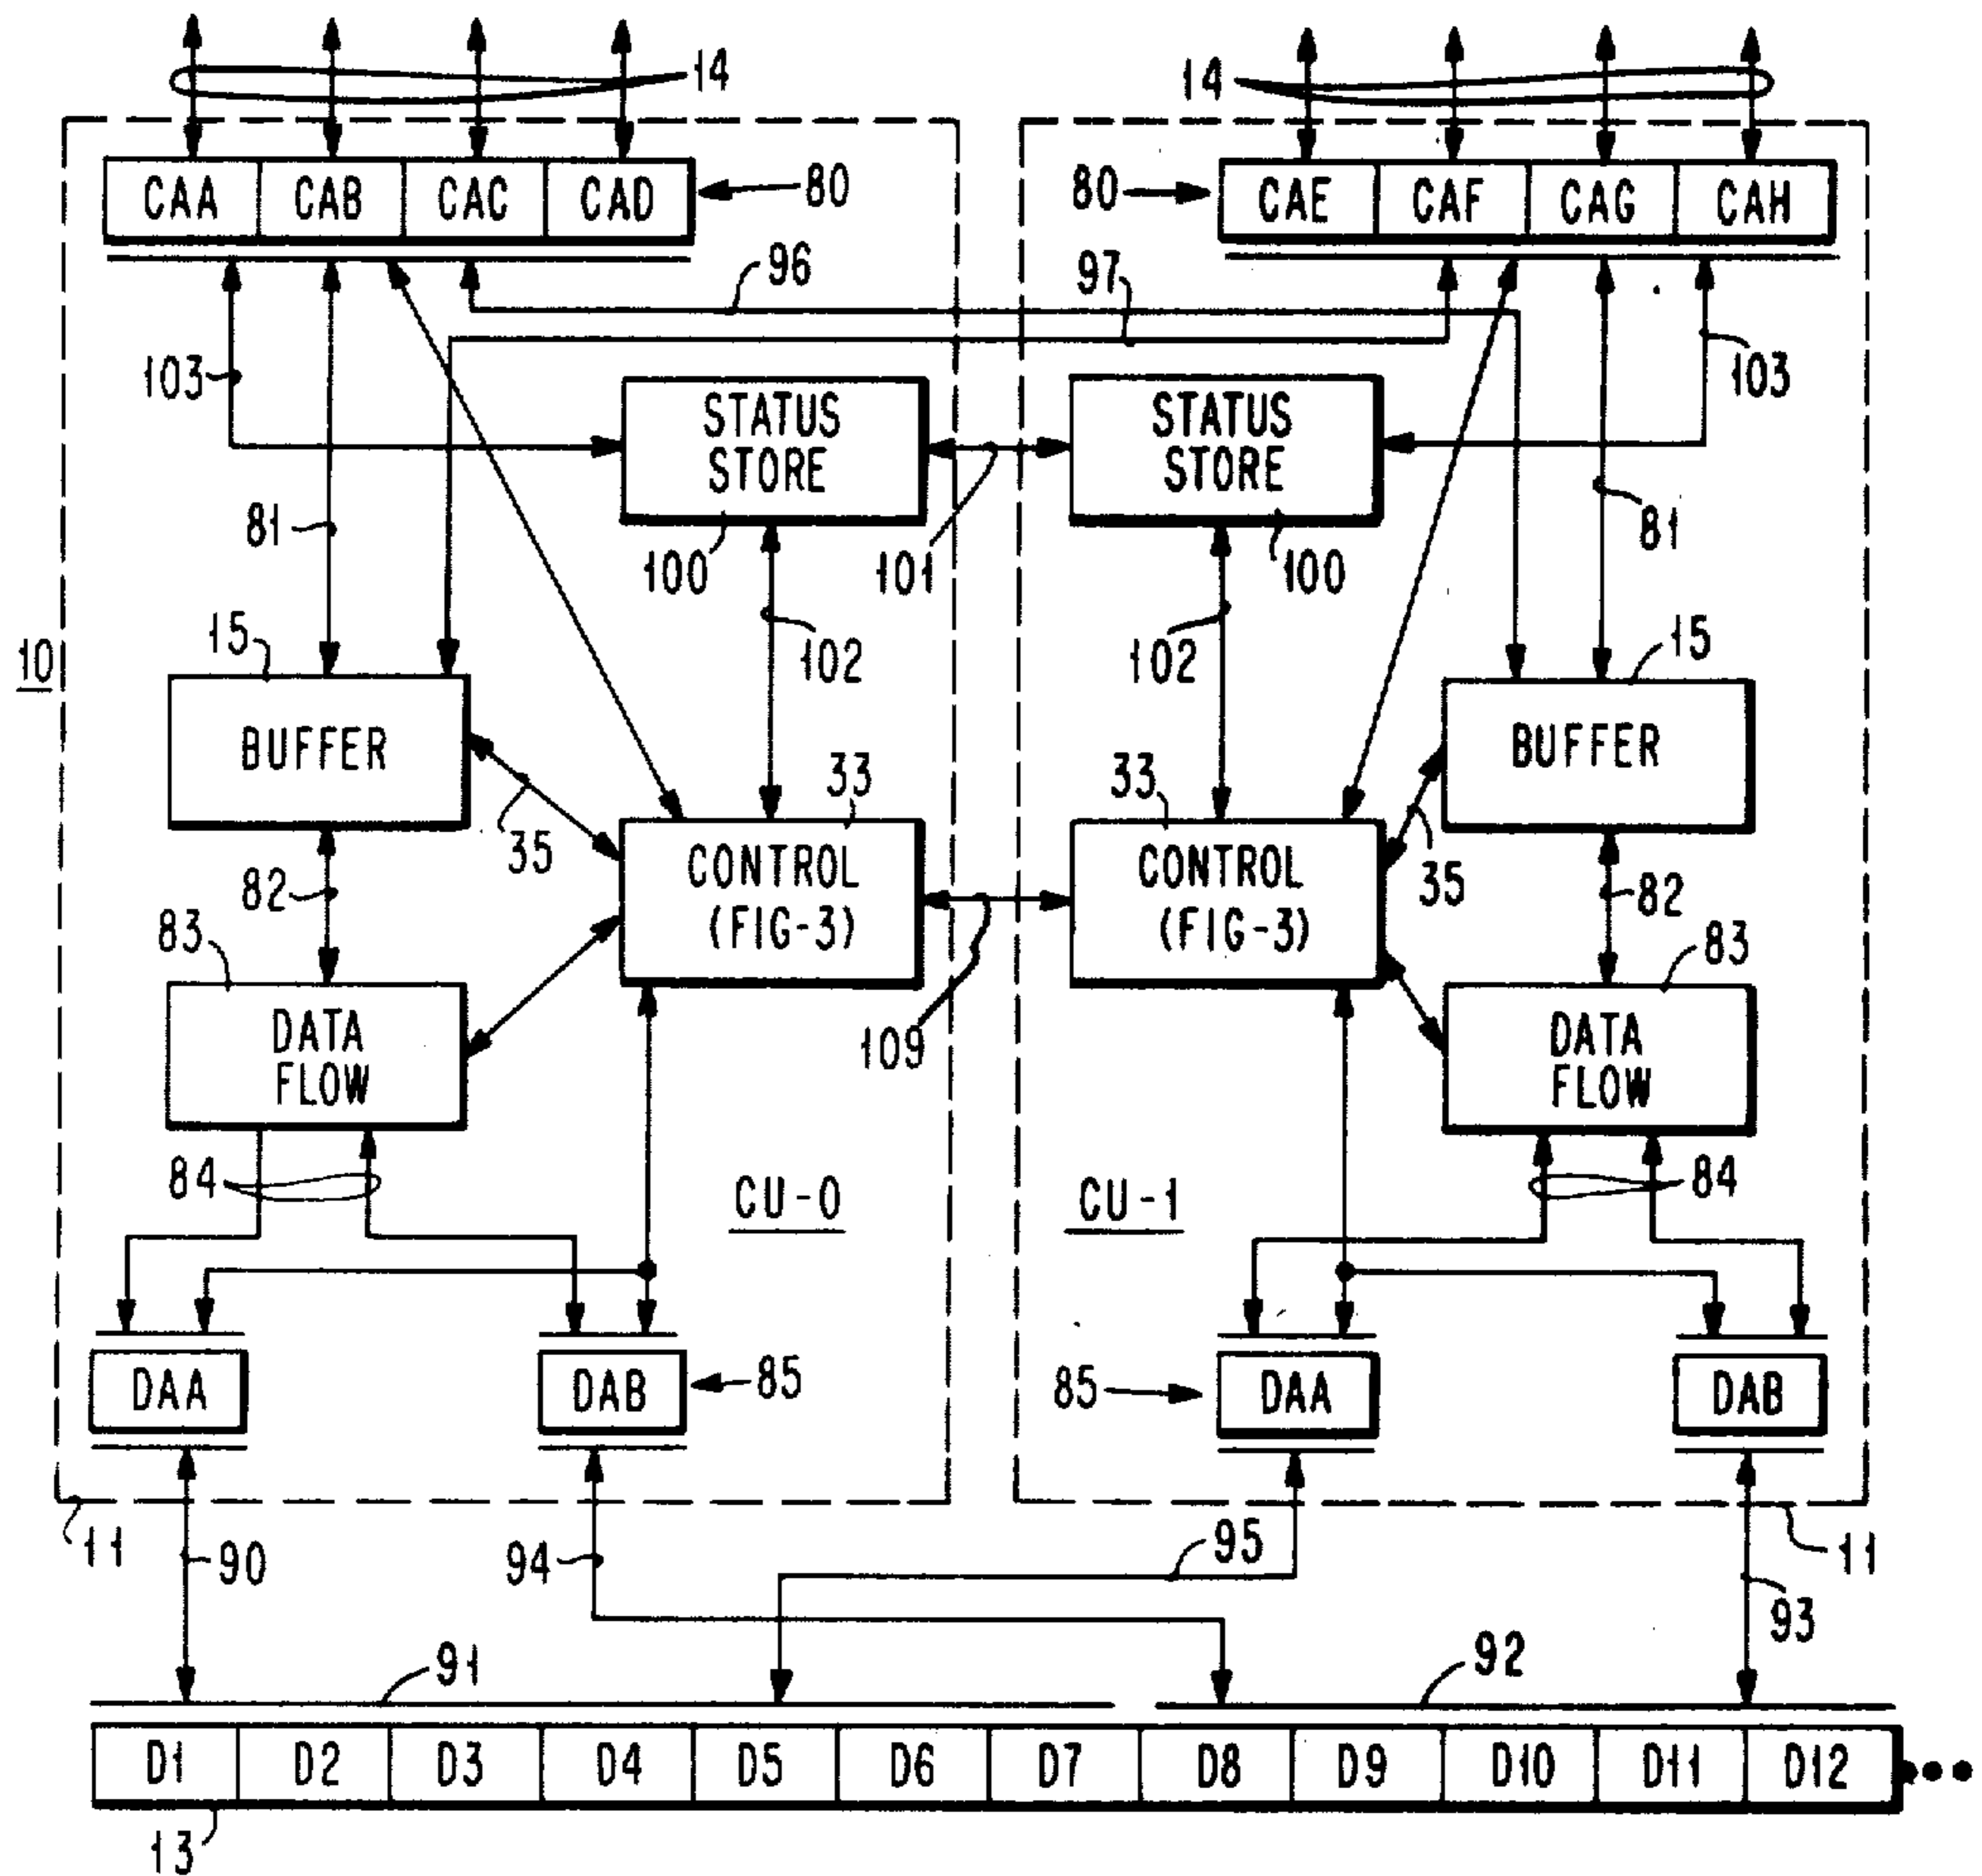 14
14
CAA CAB CAC CAD
80
80
CAE CAF CAG CAH
96
97
103
103
STATUS
STORE
STATUS
STORE
81
81
100
101
100
10
15
102
102
15
BUFFER
BUFFER
33
33
35
35
CONTROL
(FIG-3)
CONTROL
(FIG-3)
82
82
83
83
109
DATA
FLOW
DATA
FLOW
84
84
CU-0
CU-1
DAA
DAB
85
85
DAA
DAB
11
90
94
95
11
93
91
92
D1 D2 D3 D4 D5 D6 D7 D8 D9 D10 D11 D12
13